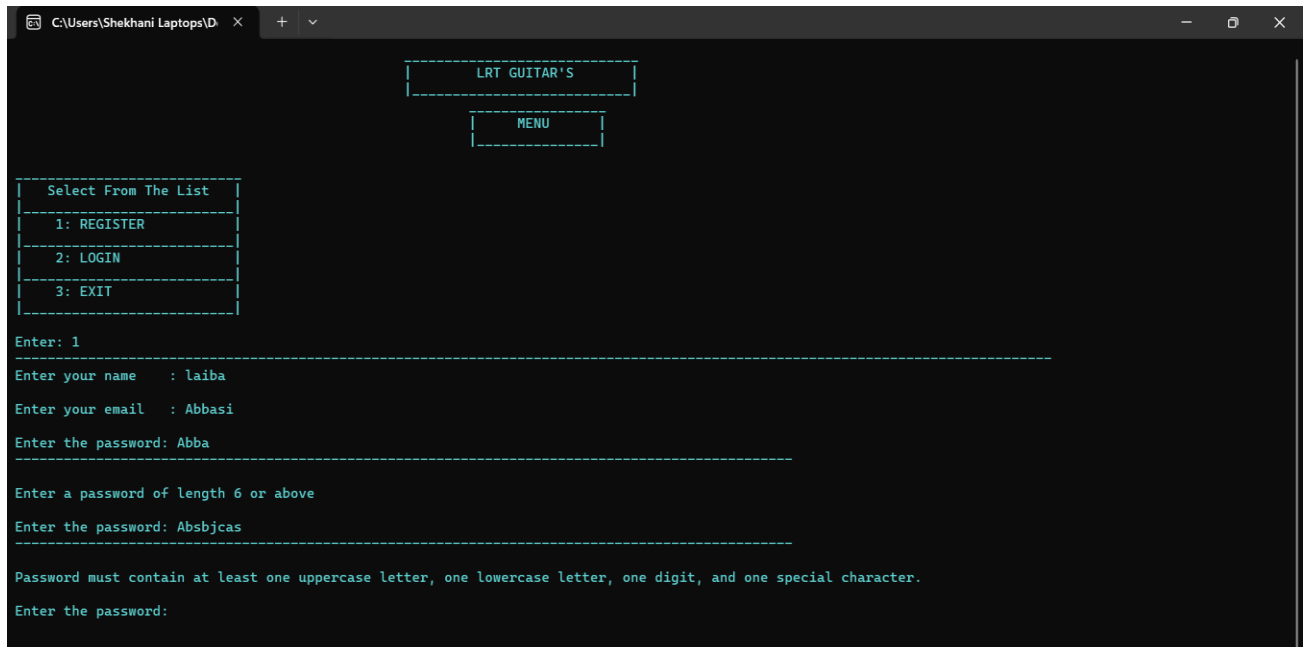 C:\Users\Shekhani Laptops\D
LRT GUITAR'S
MENU
Select From The List
1: REGISTER
2: LOGIN
3: EXIT
Enter: 1
Enter your name    : laiba
Enter your email   : Abbasi
Enter the password: Abba
Enter a password of length 6 or above
Enter the password: Absbjcas
Password must contain at least one uppercase letter, one lowercase letter, one digit, and one special character.
Enter the password: